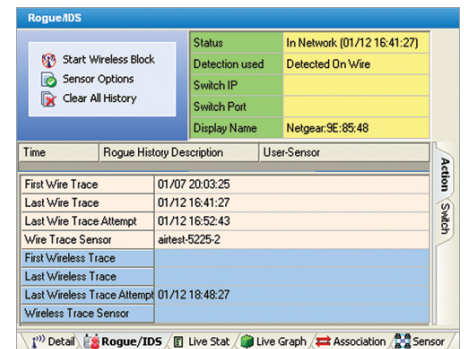 Rogue/IDS
Start Wireless Block
Sensor Options
Clear All History
Status In Network (01/12 16:41:27)
Detection used Detected On Wire
Switch IP
Switch Port
Display Name Netgear:9E:85:48
Time Rogue History Description User-Sensor
First Wire Trace 01/07 20:03:25
Last Wire Trace 01/12 16:41:27
Last Wire Trace Attempt 01/12 16:52:43
Wire Trace Sensor airtest-5225-2
First Wireless Trace
Last Wireless Trace
Last Wireless Trace Attempt 01/12 18:48:27
Wireless Trace Sensor
Action
Switch
Detail Rogue/IDS Live Stat Live Graph Association Sensor